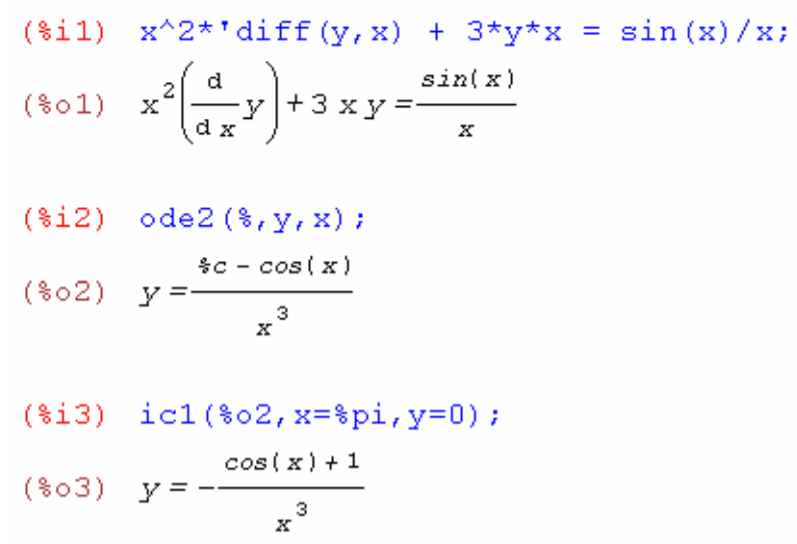 (%i1) x^2*'diff(y,x) + 3*y*x = sin(x)/x;
(%o1) x^2 (d/dx y) + 3 x y = sin(x)/x
(%i2) ode2(%,y,x);
(%o2) y = (%c - cos(x))/x^3
(%i3) ic1(%o2,x=%pi,y=0);
(%o3) y = - (cos(x) + 1)/x^3